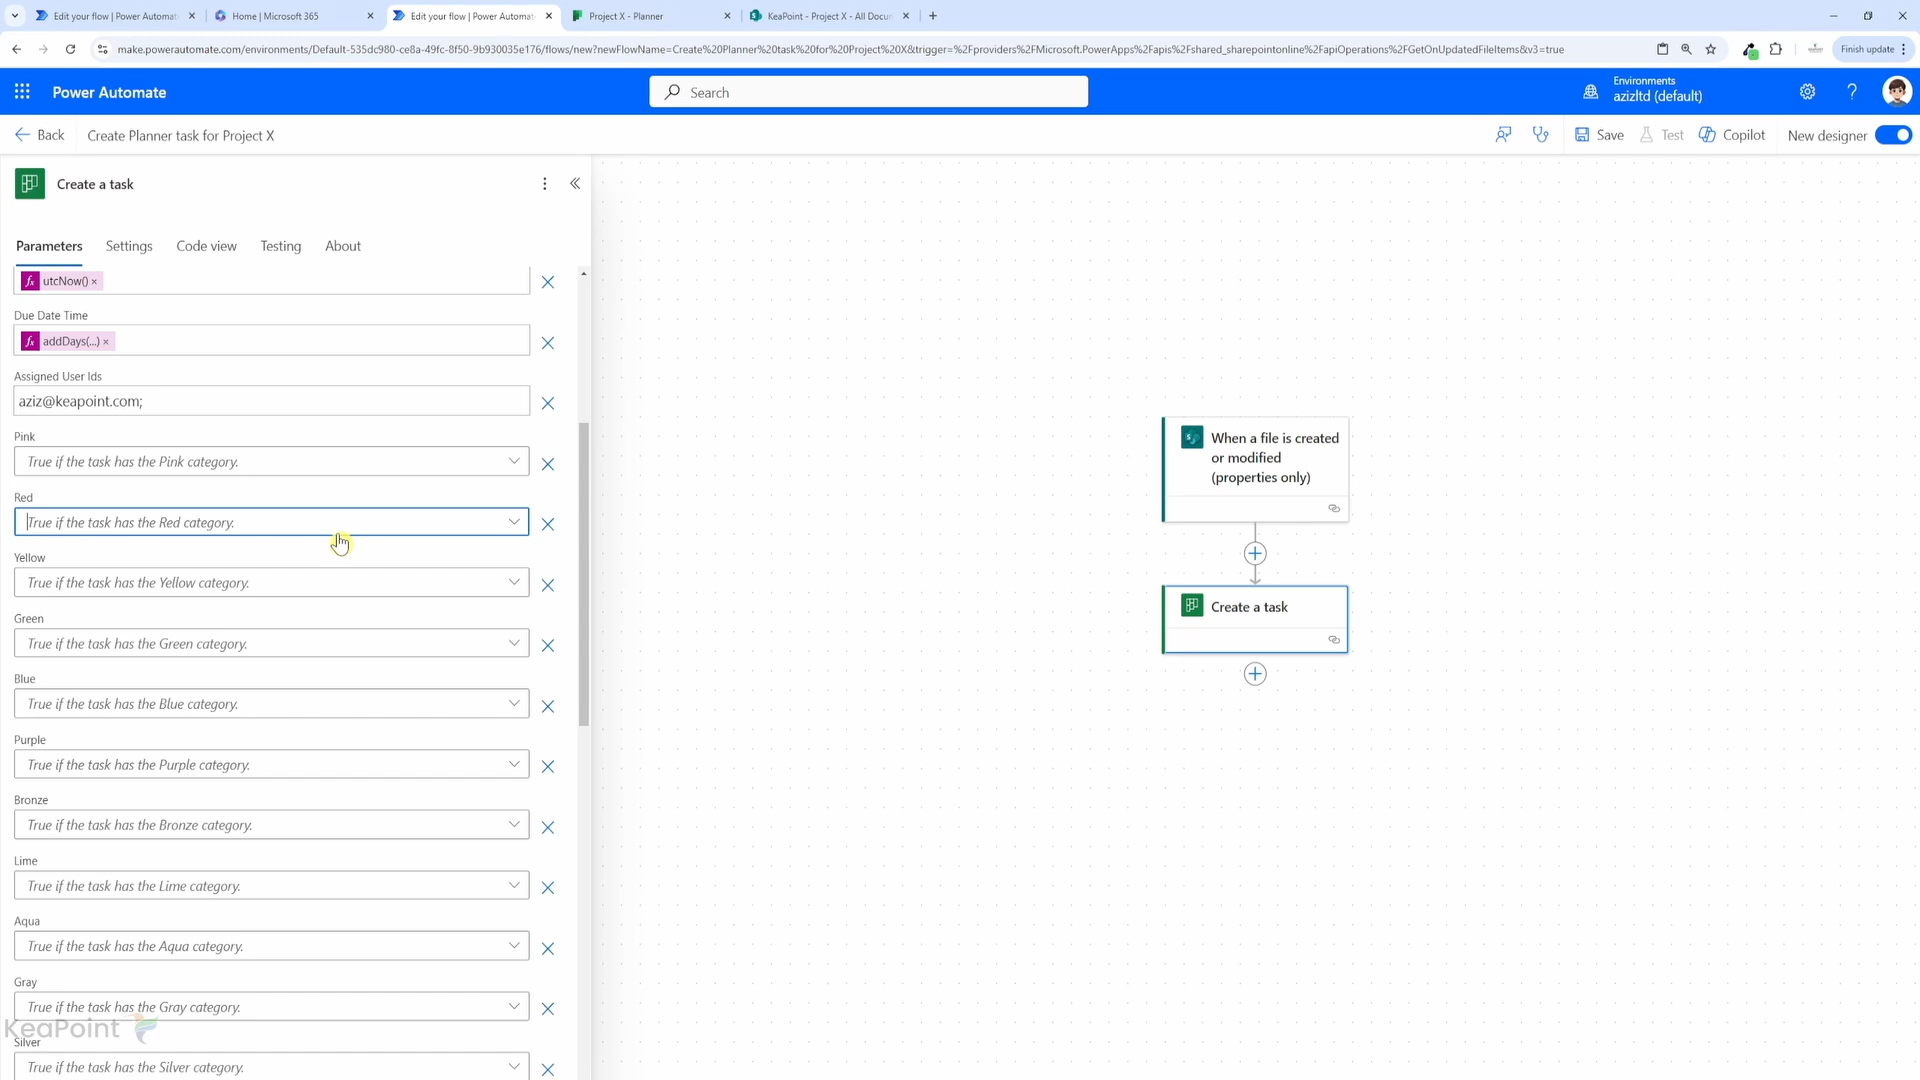 Edit your flow | Power Automat
Home | Microsoft 365
Edit your flow | Power Automat
Project X - Planner
KeaPoint - Project X - All Docum
make.powerautomate.com/environments/Default-535dc980-ce8a-49fc-8f50-9b930035e176/flows/new?newFlowName=Create%20Planner%20task%20for%20Project%20X&trigger=%2Fproviders%2FMicrosoft.PowerApps%2Fapis%2Fshared_sharepointonline%2FapiOperations%2FGetOnUpdatedFileItems&v3=true
Finish update
Power Automate
Search
Environments
azizltd (default)
Back
Create Planner task for Project X
Save
Test
Copilot
New designer
Create a task
Parameters
Settings
Code view
Testing
About
utcNow()
Due Date Time
addDays(...)
Assigned User Ids
aziz@keapoint.com;
Pink
True if the task has the Pink category.
Red
True if the task has the Red category.
Yellow
True if the task has the Yellow category.
Green
True if the task has the Green category.
Blue
True if the task has the Blue category.
Purple
True if the task has the Purple category.
Bronze
True if the task has the Bronze category.
Lime
True if the task has the Lime category.
Aqua
True if the task has the Aqua category.
Gray
True if the task has the Gray category.
KeaPoint
Silver
True if the task has the Silver category.
When a file is created
or modified
(properties only)
Create a task